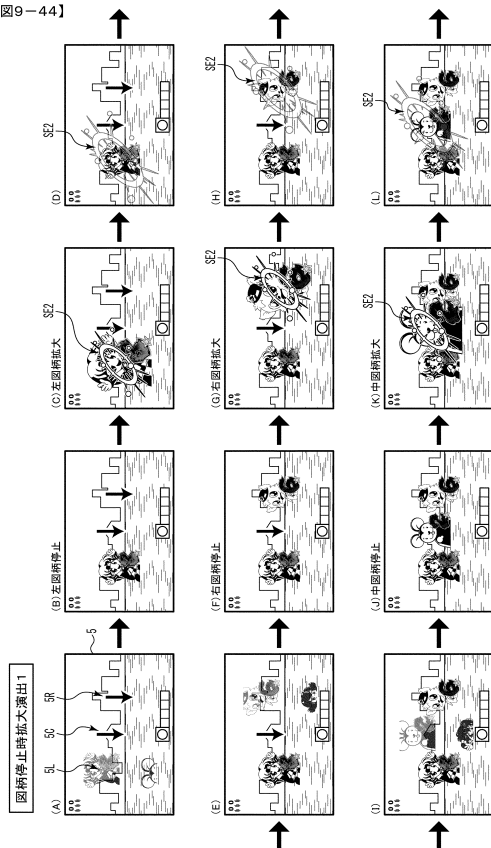 図9-44】
図柄停止時拡大演出1
(A)
5L
5C
5R
5
(B)左図柄停止
(C)左図柄拡大
SE2
(D)
SE2
(E)
(F)右図柄停止
(G)右図柄拡大
SE2
(H)
SE2
(I)
(J)中図柄停止
(K)中図柄拡大
SE2
(L)
SE2